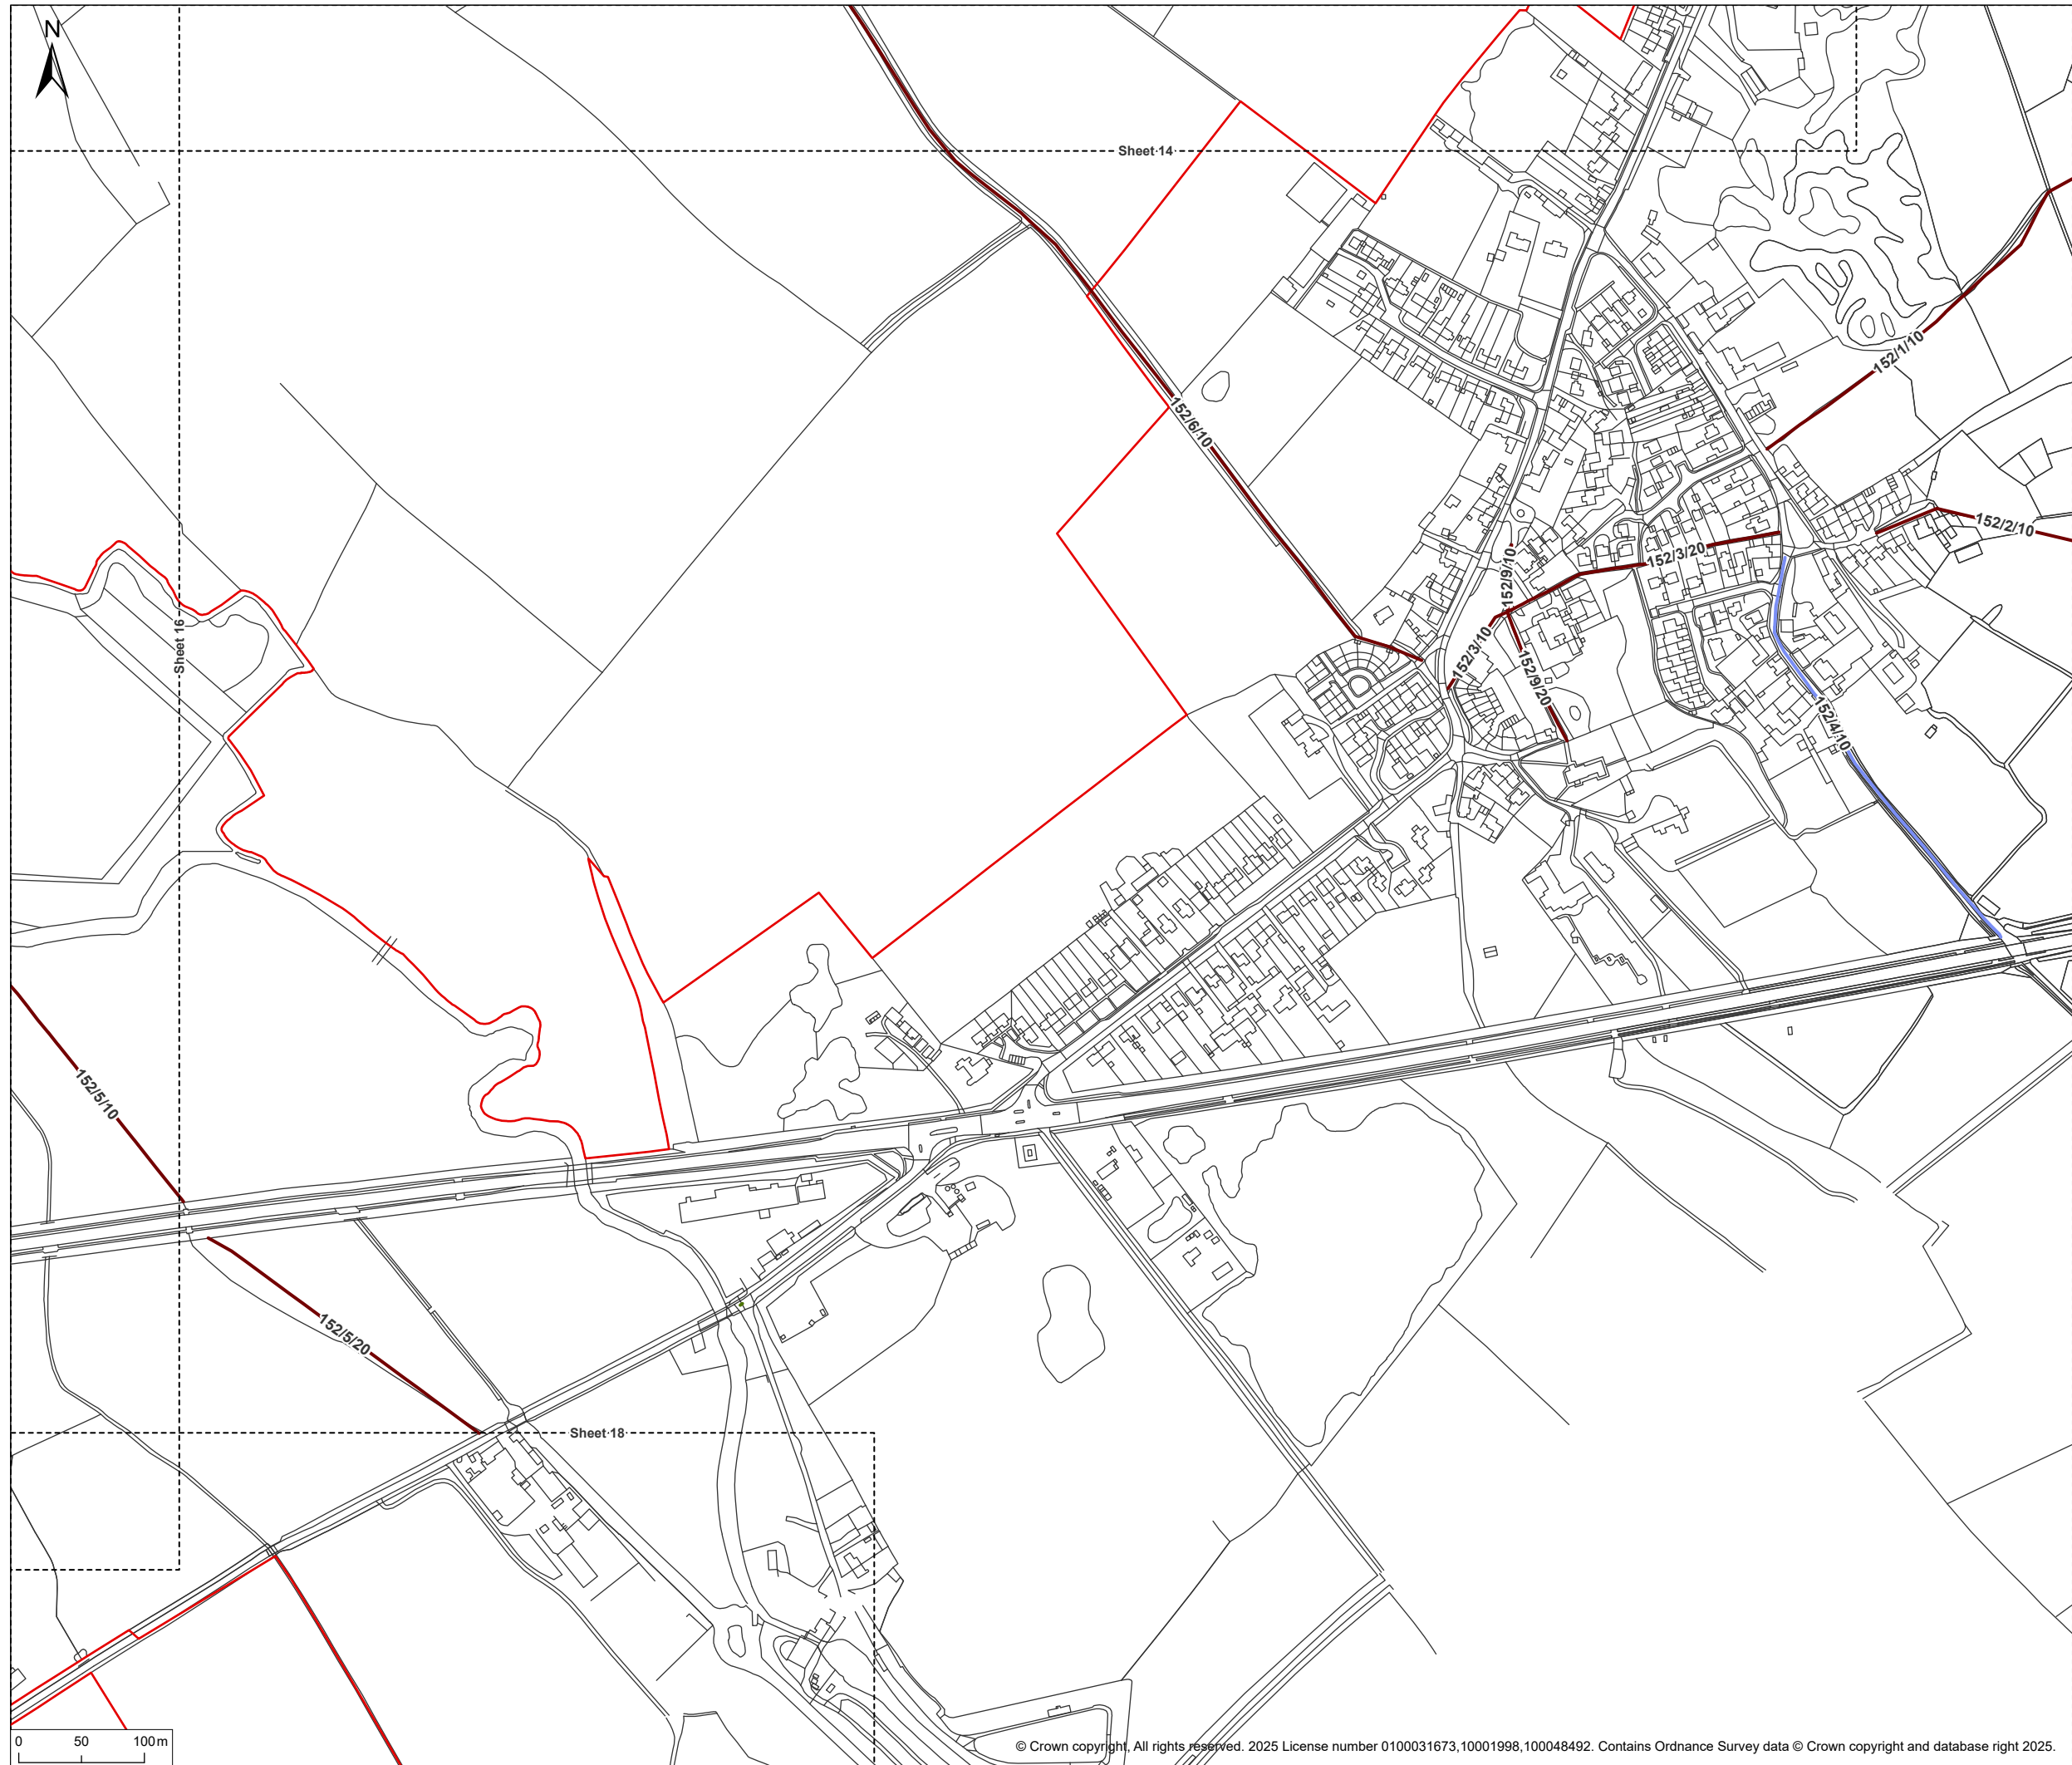 N
Sheet 14
152/1/10
152/6/10
152/2/10
152/3/20
152/9/10
Sheet 16
152/3/10
152/9/20
152/4/10
152/5/10
152/5/20
Sheet 18
0 50 100 m
© Crown copyright, All rights reserved. 2025 License number 0100031673,10001998,100048492. Contains Ordnance Survey data © Crown copyright and database right 2025.